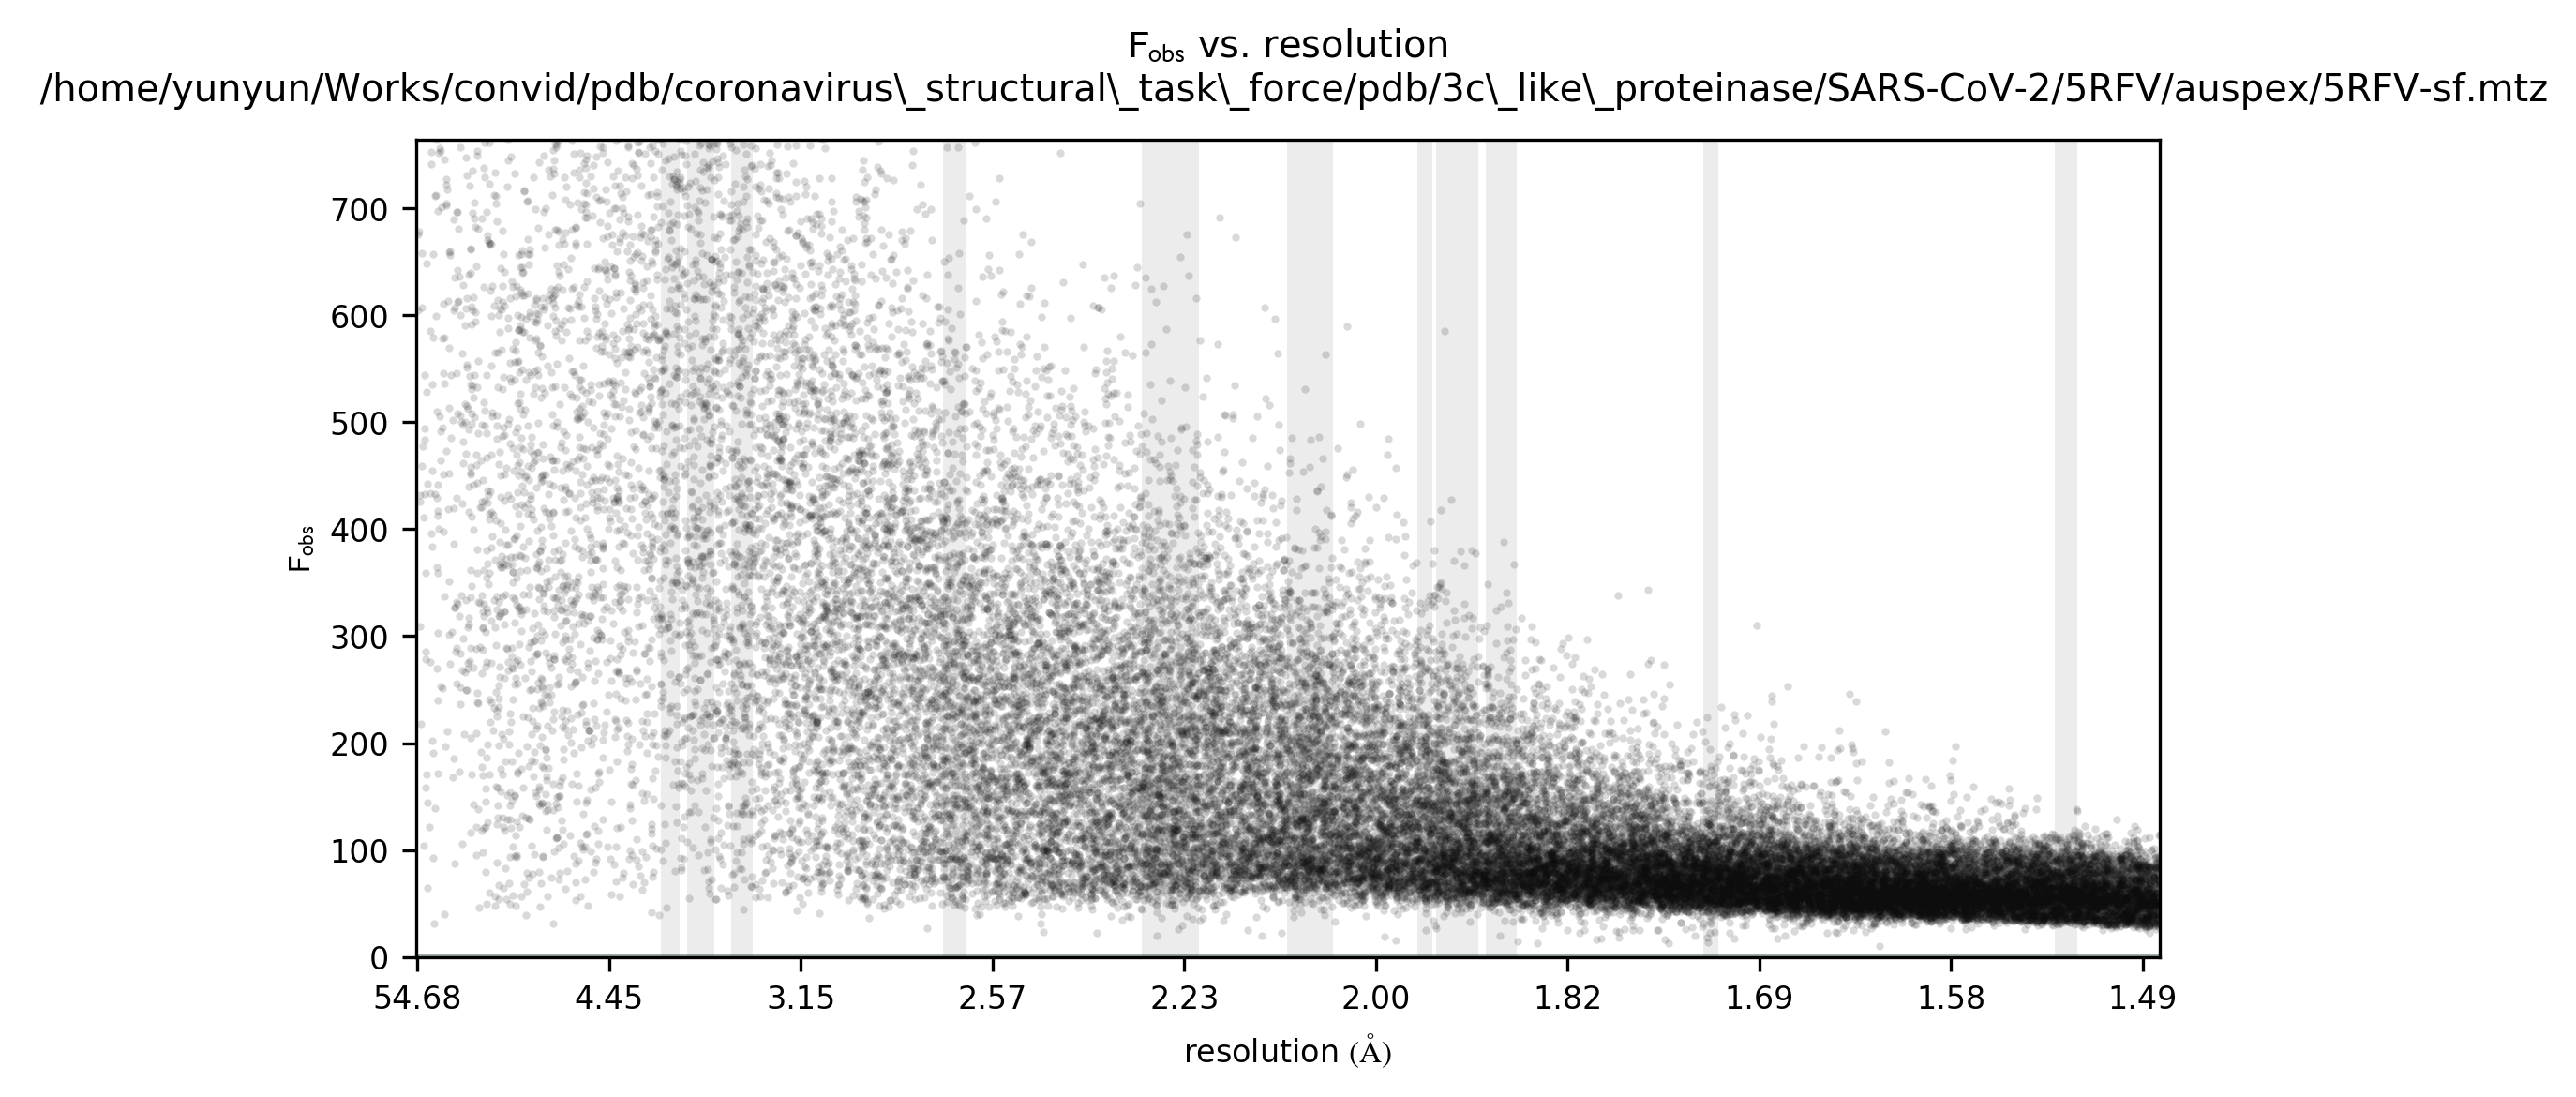 Fobs vs. resolution
/home/yunyun/Works/convid/pdb/coronavirus\_structural\_task\_force/pdb/3c\_like\_proteinase/SARS-CoV-2/5RFV/auspex/5RFV-sf.mtz
Fobs
700
600
500
400
300
200
100
0
54.68 4.45 3.15 2.57 2.23 2.00 1.82 1.69 1.58 1.49
resolution (Å)